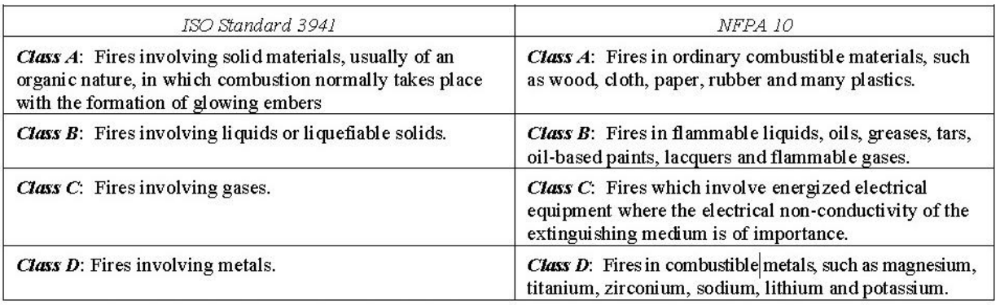 ISO Standard 3941
NFPA 10
Class A: Fires involving solid materials, usually of an
organic nature, in which combustion normally takes place
with the formation of glowing embers
Class A: Fires in ordinary combustible materials, such
as wood, cloth, paper, rubber and many plastics.
Class B: Fires involving liquids or liquefiable solids.
Class B: Fires in flammable liquids, oils, greases, tars,
oil-based paints, lacquers and flammable gases.
Class C: Fires involving gases.
Class C: Fires which involve energized electrical
equipment where the electrical non-conductivity of the
extinguishing medium is of importance.
Class D: Fires involving metals.
Class D: Fires in combustible metals, such as magnesium,
titanium, zirconium, sodium, lithium and potassium.